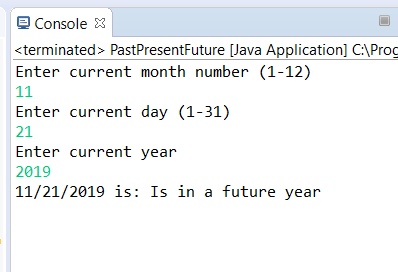 Console
<terminated> PastPresentFuture [Java Application] C:\Prog
Enter current month number (1-12)
11
Enter current day (1-31)
21
Enter current year
2019
11/21/2019 is: Is in a future year